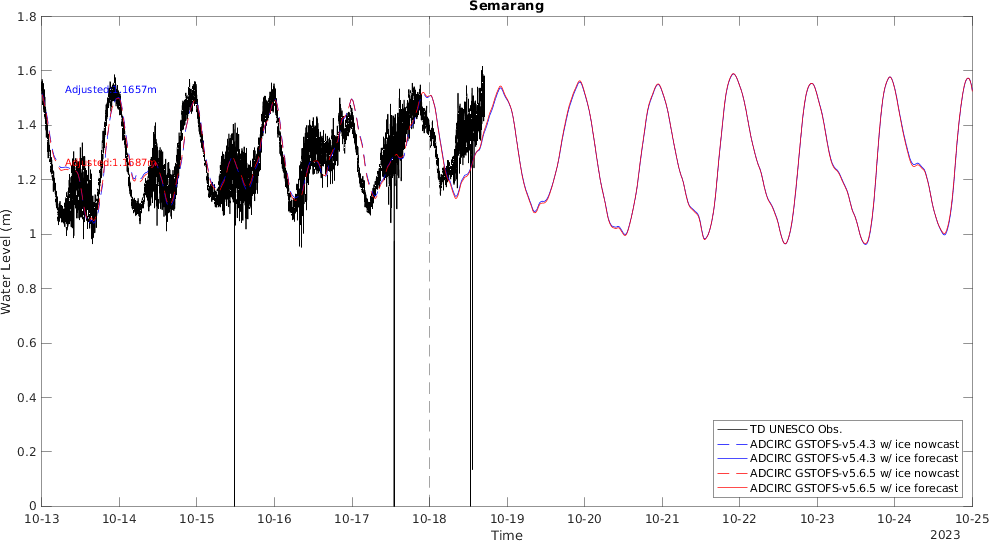 Semarang
1.8
1.6
1.4
1.2
1
0.8
0.6
0.4
0.2
0
Water Level (m)
Adjusted:1.1657m
Adjusted:1.1687m
TD UNESCO Obs.
ADCIRC GSTOFS-v5.4.3 w/ ice nowcast
ADCIRC GSTOFS-v5.4.3 w/ ice forecast
ADCIRC GSTOFS-v5.6.5 w/ ice nowcast
ADCIRC GSTOFS-v5.6.5 w/ ice forecast
10-13 10-14 10-15 10-16 10-17 10-18 10-19 10-20 10-21 10-22 10-23 10-24 10-25
Time
2023